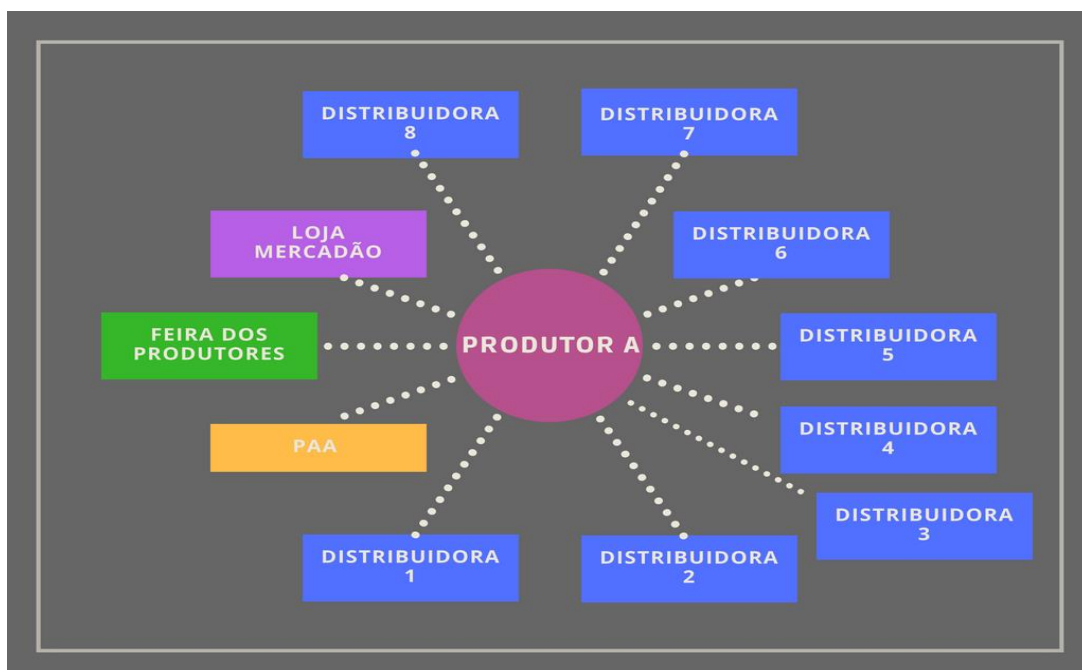 DISTRIBUIDORA
8
DISTRIBUIDORA
7
LOJA
MERCADÃO
DISTRIBUIDORA
6
FEIRA DOS
PRODUTORES
PRODUTOR A
DISTRIBUIDORA
5
PAA
DISTRIBUIDORA
4
DISTRIBUIDORA
3
DISTRIBUIDORA
1
DISTRIBUIDORA
2